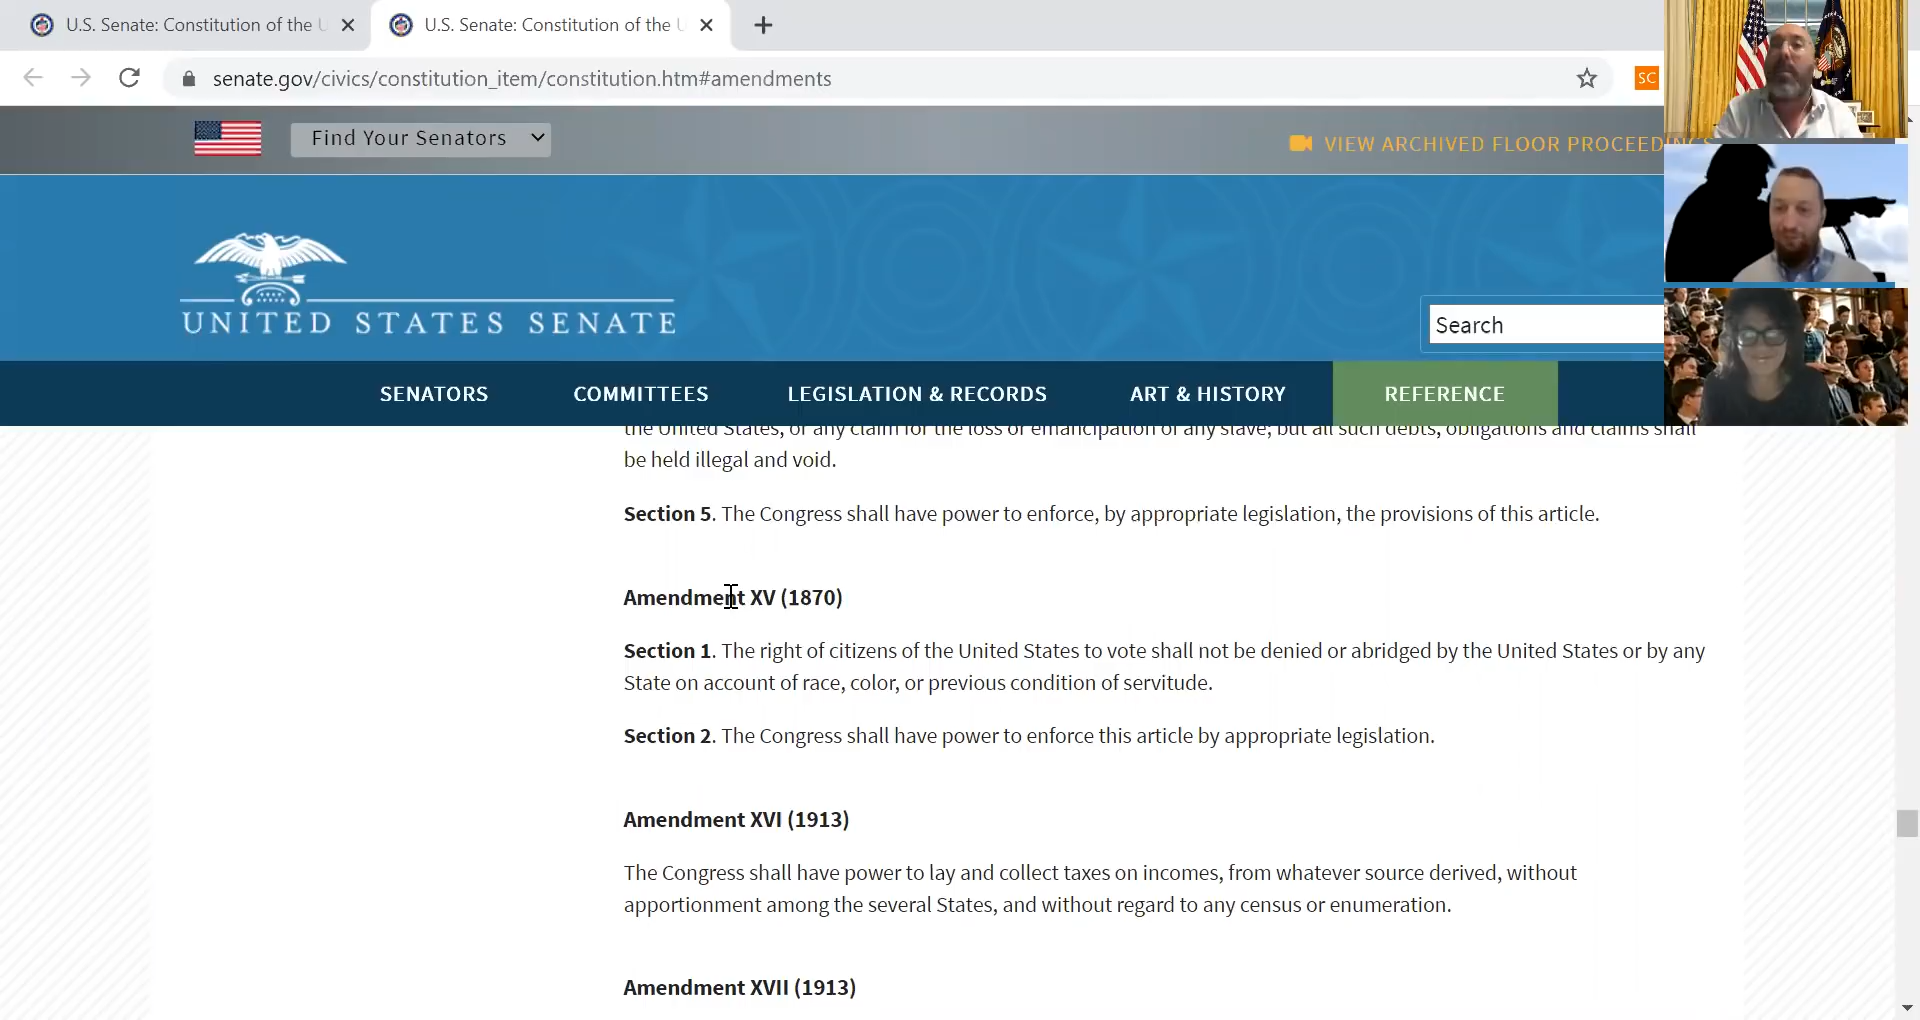 U.S. Senate: Constitution of the U
U.S. Senate: Constitution of the U
senate.gov/civics/constitution_item/constitution.htm#amendments
SC
Find Your Senators
VIEW ARCHIVED FLOOR PROCEEDINGS
UNITED STATES SENATE
Search
SENATORS COMMITTEES LEGISLATION & RECORDS ART & HISTORY REFERENCE
the United States, or any claim for the loss or emancipation of any slave; but all such debts, obligations and claims shall
be held illegal and void.
Section 5. The Congress shall have power to enforce, by appropriate legislation, the provisions of this article.
Amendment XV (1870)
Section 1. The right of citizens of the United States to vote shall not be denied or abridged by the United States or by any
State on account of race, color, or previous condition of servitude.
Section 2. The Congress shall have power to enforce this article by appropriate legislation.
Amendment XVI (1913)
The Congress shall have power to lay and collect taxes on incomes, from whatever source derived, without
apportionment among the several States, and without regard to any census or enumeration.
Amendment XVII (1913)